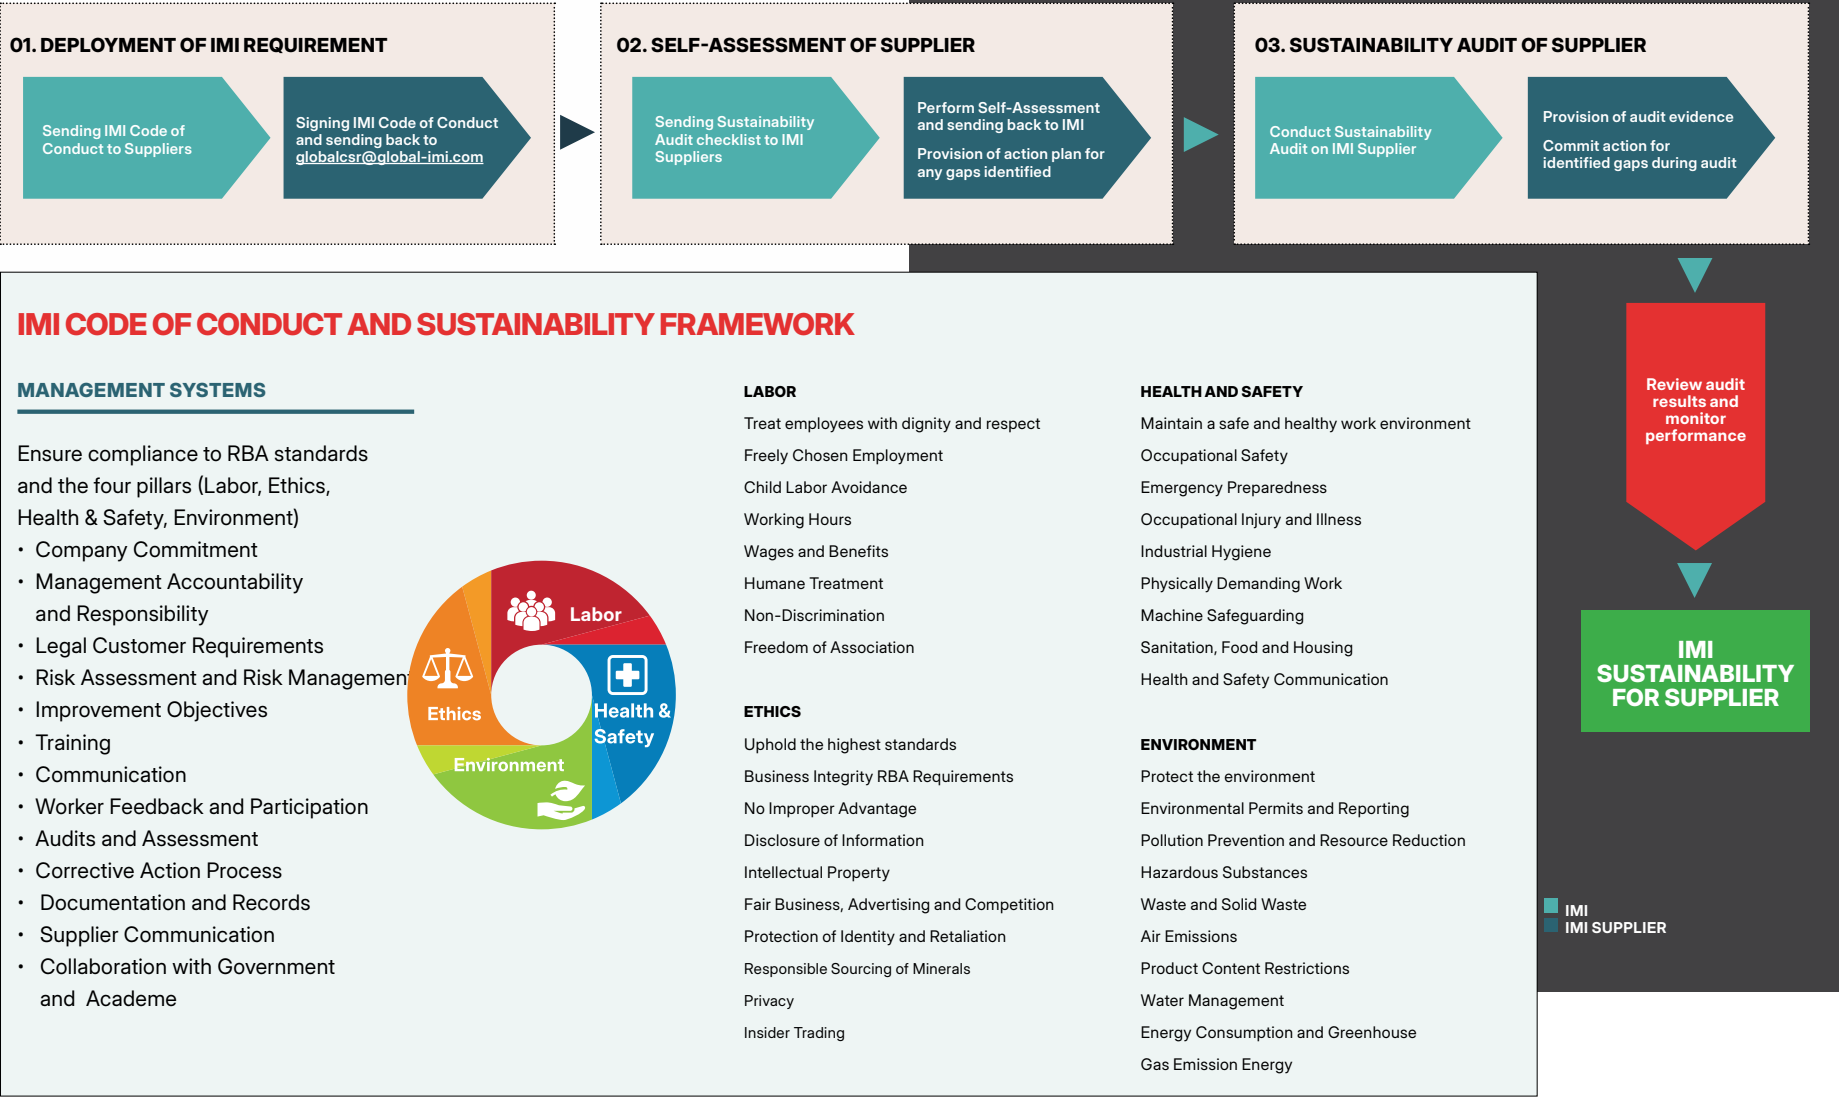 01. DEPLOYMENT OF IMI REQUIREMENT
Sending IMI Code of
Conduct to Suppliers
Signing IMI Code of Conduct
and sending back to
globalcsr@global-imi.com
02. SELF-ASSESSMENT OF SUPPLIER
Sending Sustainability
Audit checklist to IMI
Suppliers
Perform Self-Assessment
and sending back to IMI
Provision of action plan for
any gaps identified
03. SUSTAINABILITY AUDIT OF SUPPLIER
Conduct Sustainability
Audit on IMI Supplier
Provision of audit evidence
Commit action for
identified gaps during audit
Review audit
results and
monitor
performance
IMI
SUSTAINABILITY
FOR SUPPLIER
IMI
IMI SUPPLIER
IMI CODE OF CONDUCT AND SUSTAINABILITY FRAMEWORK
MANAGEMENT SYSTEMS
Ensure compliance to RBA standards
and the four pillars (Labor, Ethics,
Health & Safety, Environment)
• Company Commitment
• Management Accountability
and Responsibility
• Legal Customer Requirements
• Risk Assessment and Risk Management
• Improvement Objectives
• Training
• Communication
• Worker Feedback and Participation
• Audits and Assessment
• Corrective Action Process
• Documentation and Records
• Supplier Communication
• Collaboration with Government
and Academe
Labor
Health &
Safety
Environment
Ethics
LABOR
Treat employees with dignity and respect
Freely Chosen Employment
Child Labor Avoidance
Working Hours
Wages and Benefits
Humane Treatment
Non-Discrimination
Freedom of Association
ETHICS
Uphold the highest standards
Business Integrity RBA Requirements
No Improper Advantage
Disclosure of Information
Intellectual Property
Fair Business, Advertising and Competition
Protection of Identity and Retaliation
Responsible Sourcing of Minerals
Privacy
Insider Trading
HEALTH AND SAFETY
Maintain a safe and healthy work environment
Occupational Safety
Emergency Preparedness
Occupational Injury and Illness
Industrial Hygiene
Physically Demanding Work
Machine Safeguarding
Sanitation, Food and Housing
Health and Safety Communication
ENVIRONMENT
Protect the environment
Environmental Permits and Reporting
Pollution Prevention and Resource Reduction
Hazardous Substances
Waste and Solid Waste
Air Emissions
Product Content Restrictions
Water Management
Energy Consumption and Greenhouse
Gas Emission Energy